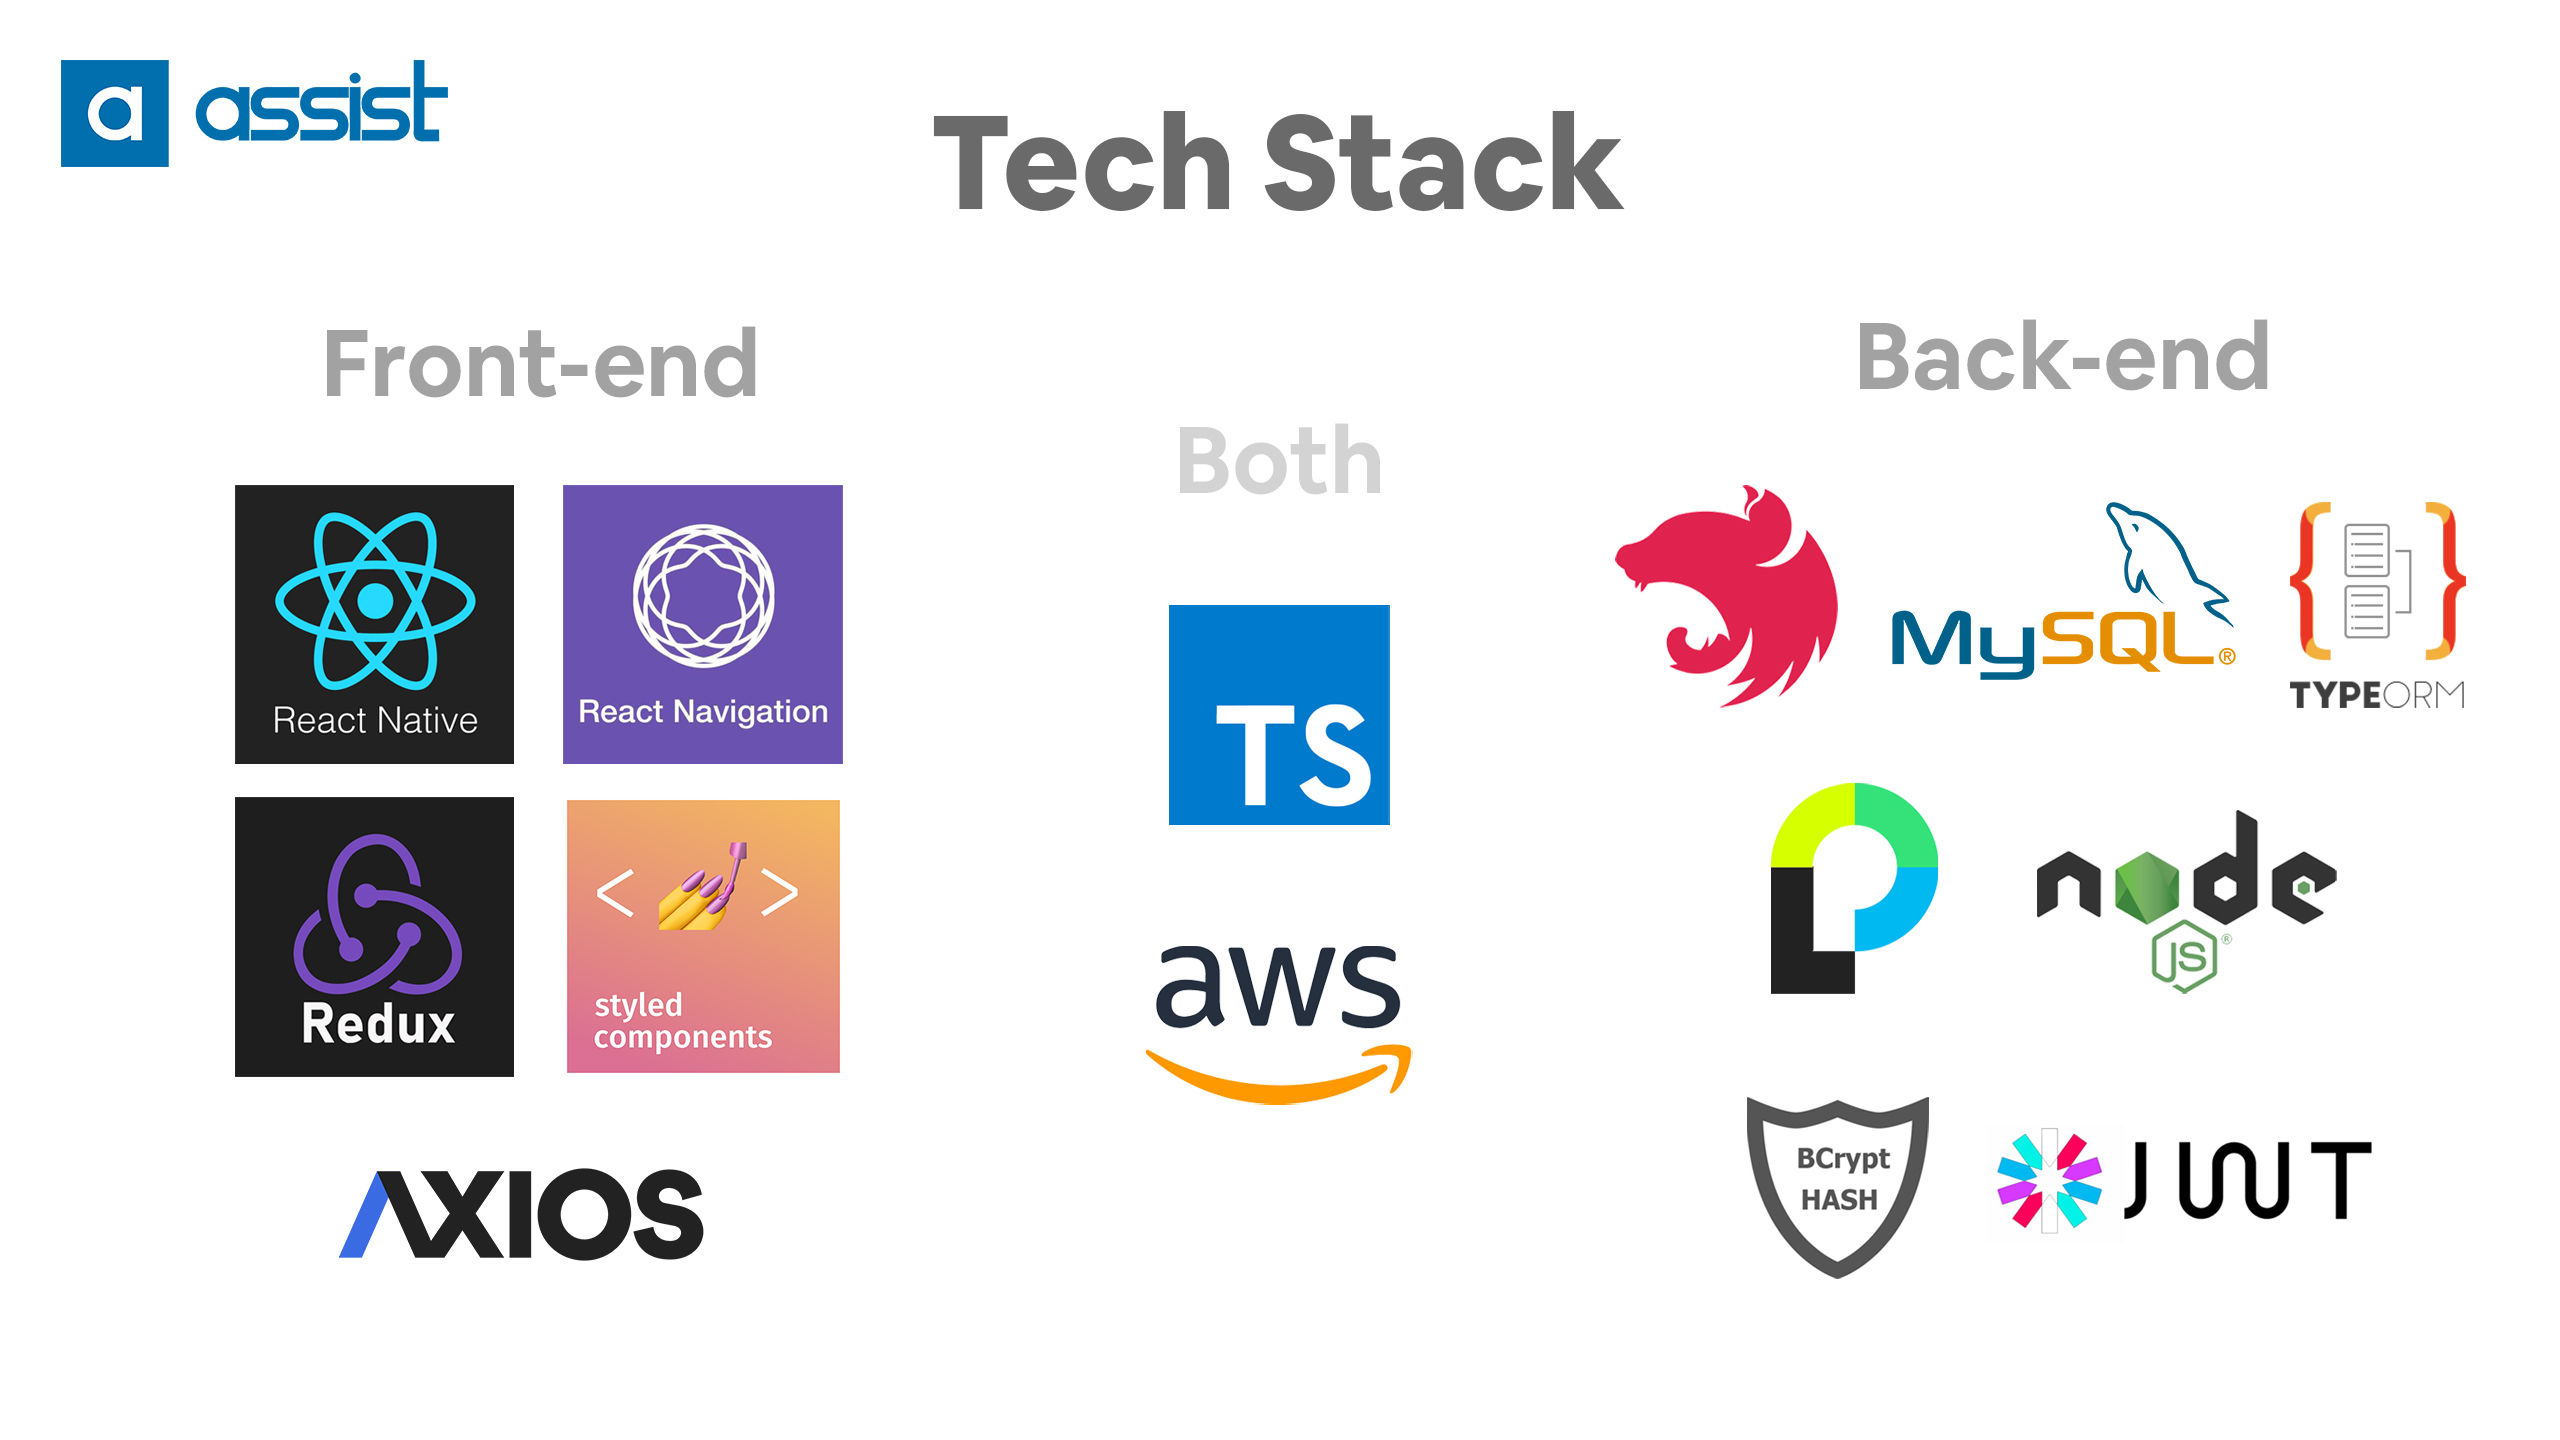 a assist
Tech Stack
Front-end
React Native
React Navigation
Redux
< >
styled
components
AXIOS
Both
TS
aws
Back-end
MySQL®
{ }
TYPEORM
node
JS®
BCrypt
HASH
JWT